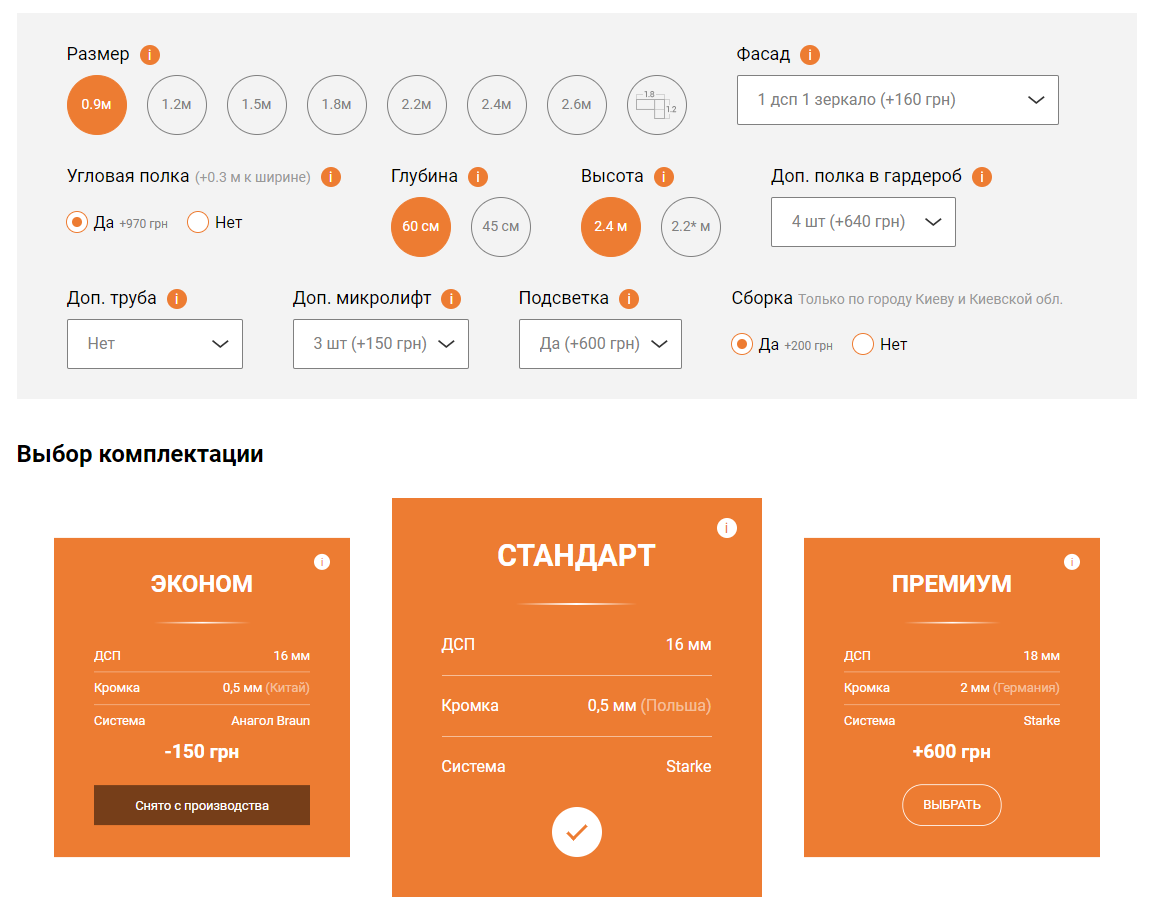 Размер i
0.9м 1.2м 1.5м 1.8м 2.2м 2.4м 2.6м 1.8 1.2
Фасад i
1 дсп 1 зеркало (+160 грн)
Угловая полка (+0.3 м к ширине) i
Да +970 грн Нет
Глубина i
60 см 45 см
Высота i
2.4 м 2.2* м
Доп. полка в гардероб i
4 шт (+640 грн)
Доп. труба i
Нет
Доп. микролифт i
3 шт (+150 грн)
Подсветка i
Да (+600 грн)
Сборка Только по городу Киеву и Киевской обл.
Да +200 грн Нет
Выбор комплектации
i
ЭКОНОМ
ДСП 16 мм
Кромка 0,5 мм (Китай)
Система Анагол Braun
-150 грн
Снято с производства
i
СТАНДАРТ
ДСП 16 мм
Кромка 0,5 мм (Польша)
Система Starke
i
ПРЕМИУМ
ДСП 18 мм
Кромка 2 мм (Германия)
Система Starke
+600 грн
ВЫБРАТЬ